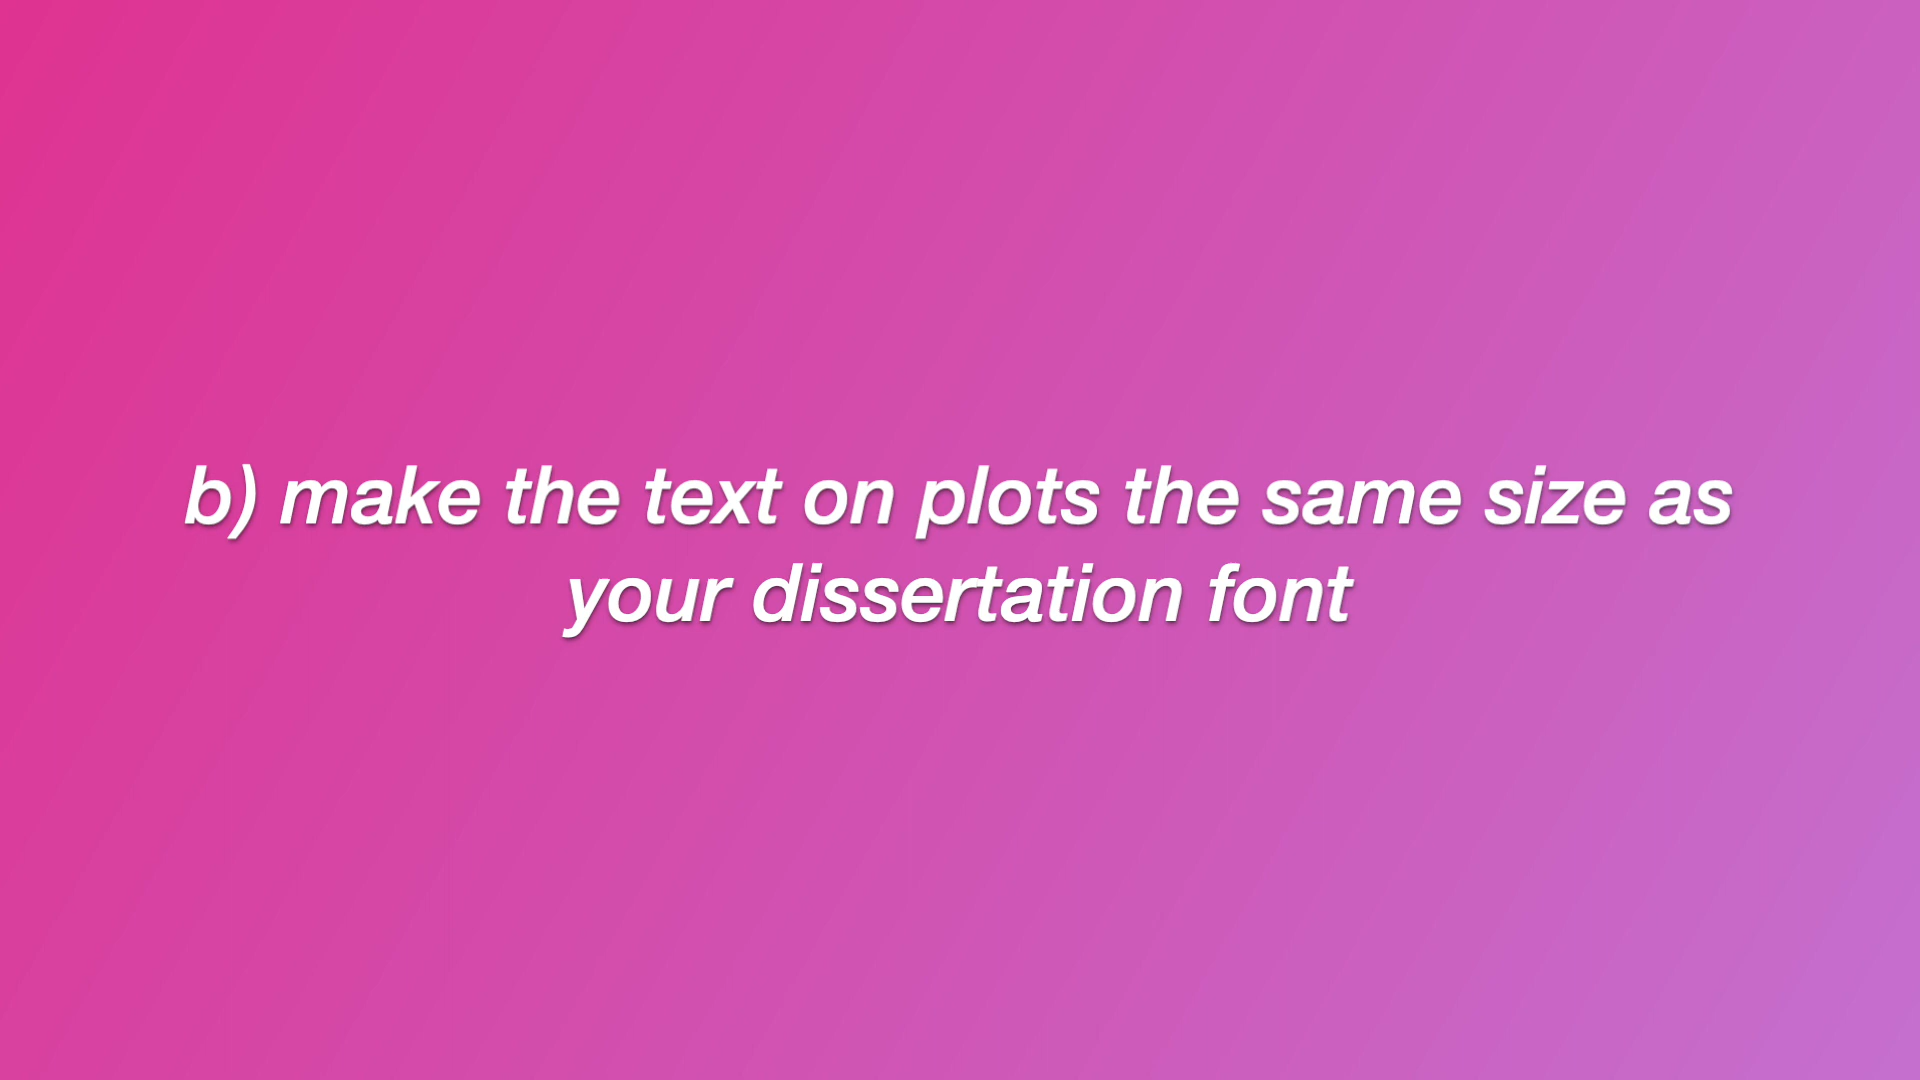 b) make the text on plots the same size as
your dissertation font